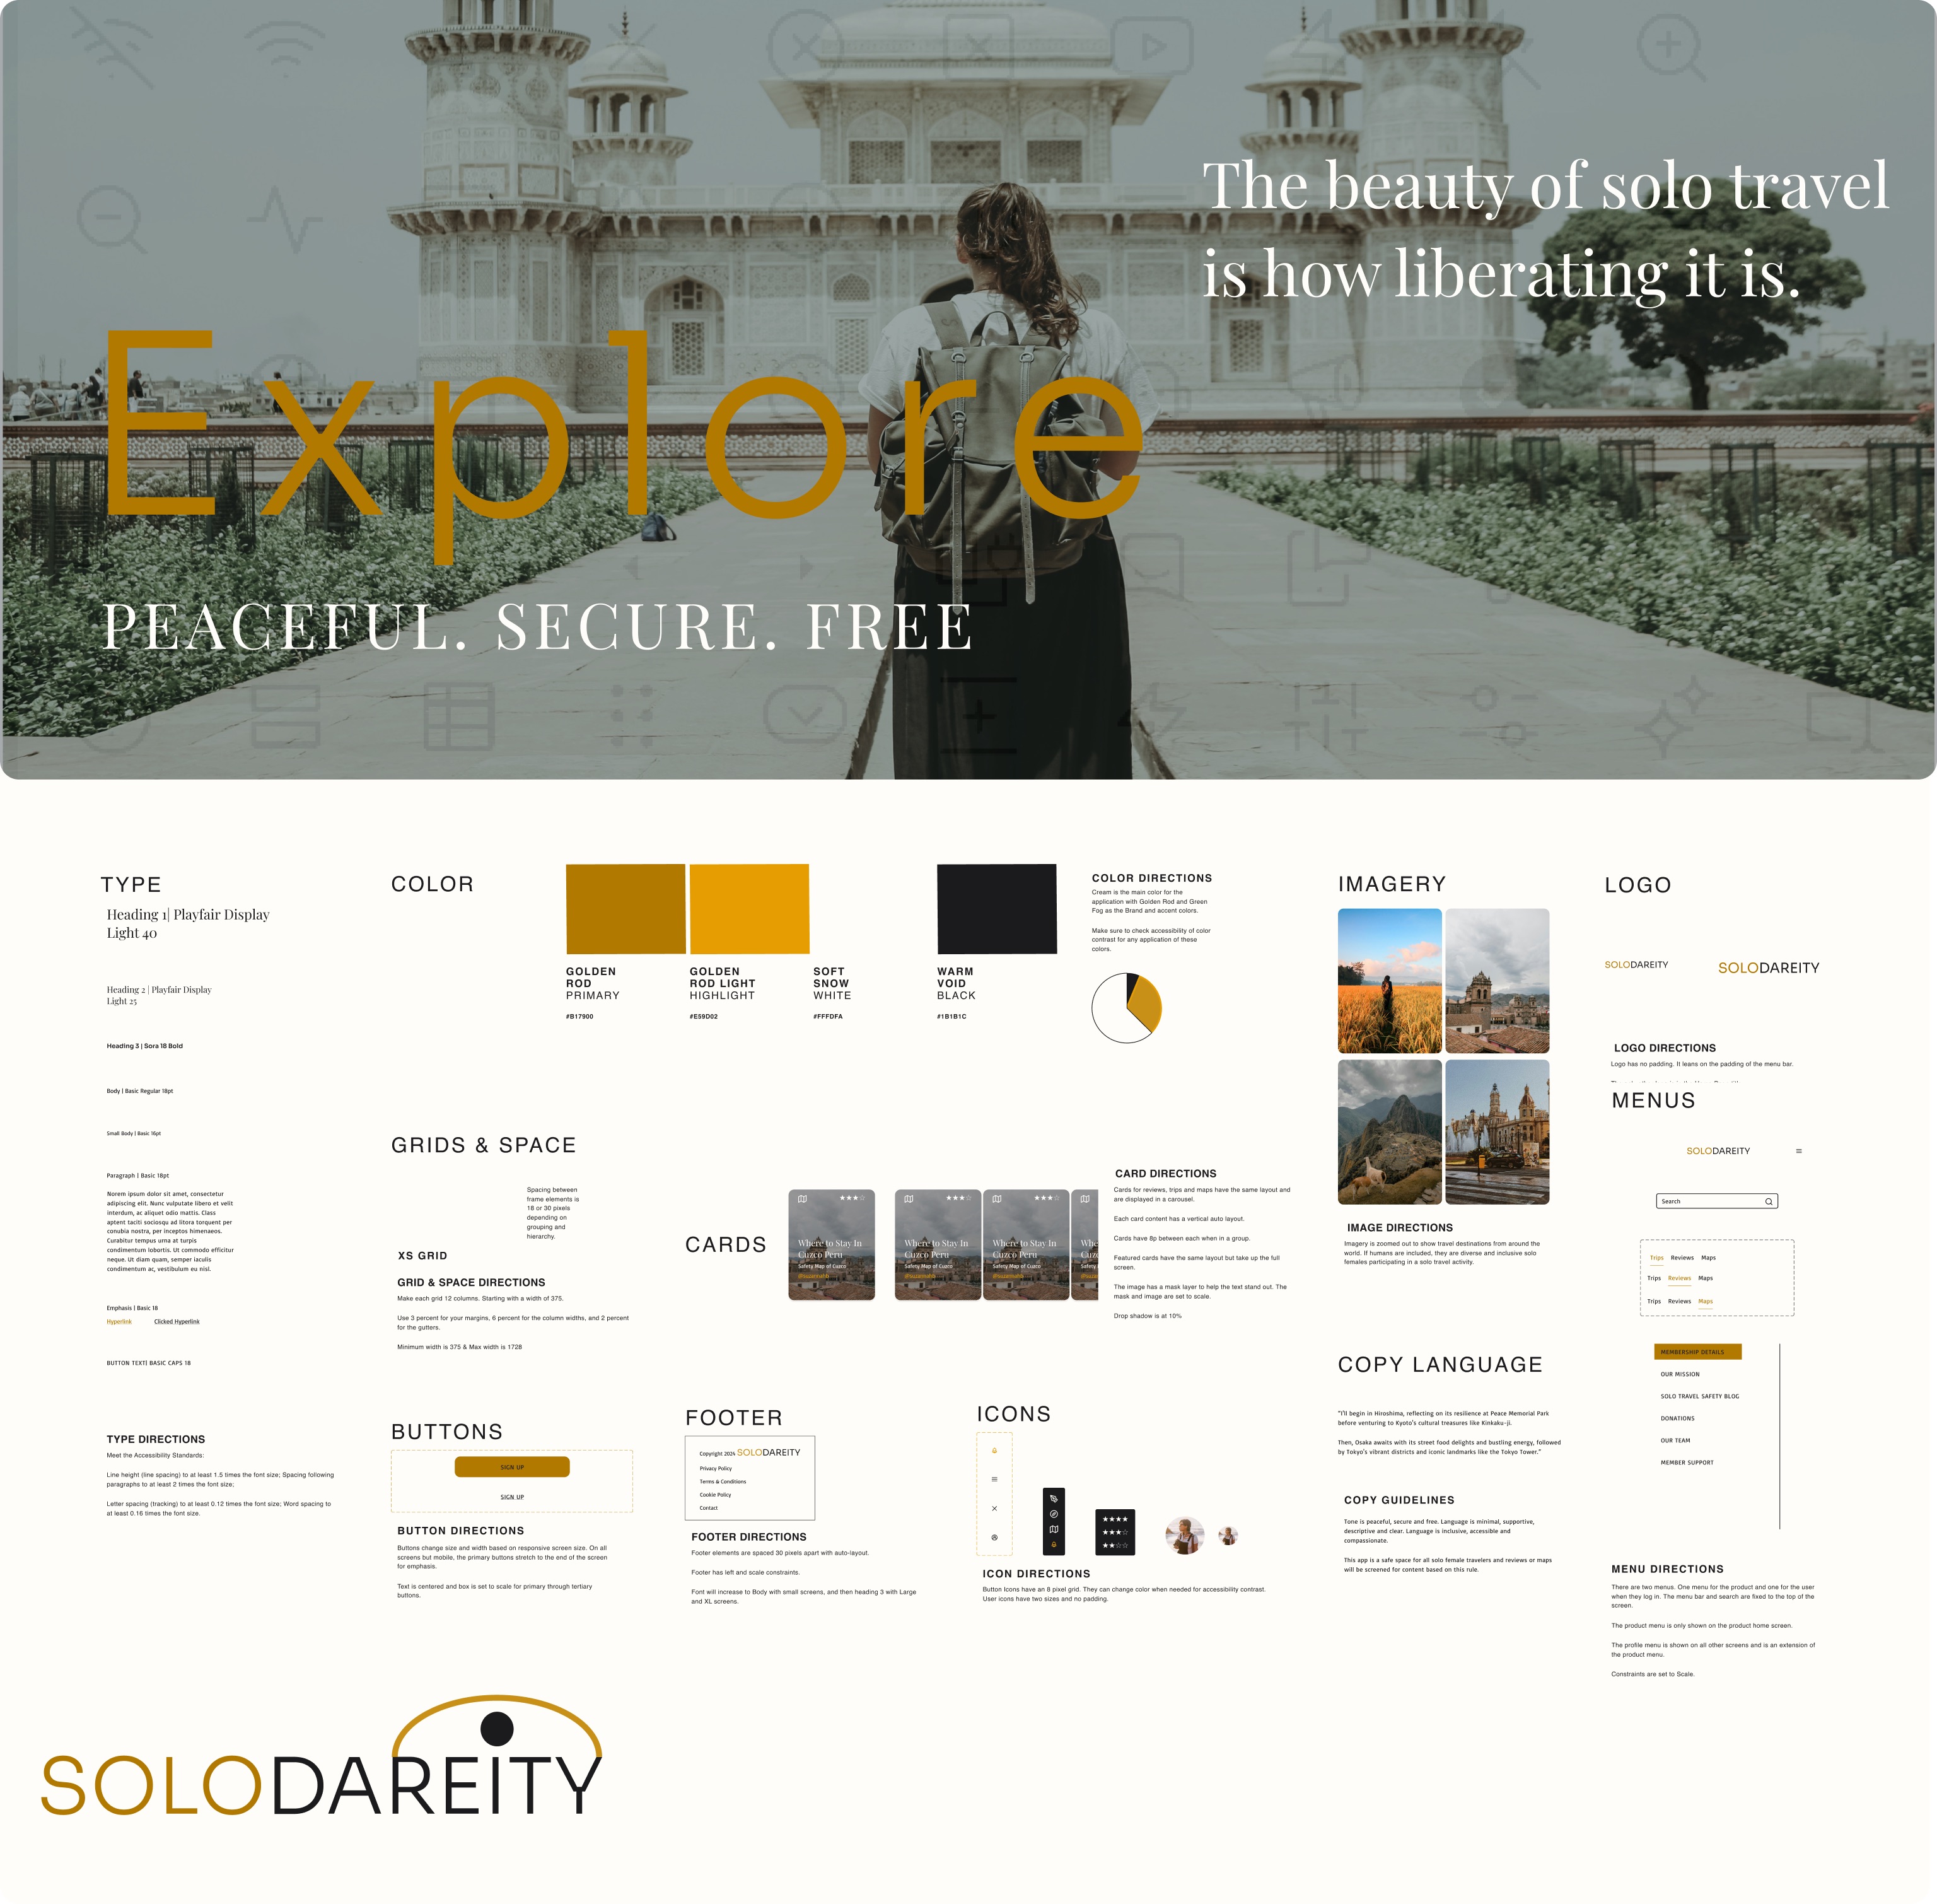 The beauty of solo travel
is how liberating it is.
Explore
PEACEFUL. SECURE. FREE
TYPE
Heading 1| Playfair Display
Light 40
Heading 2 | Playfair Display
Light 25
Heading 3 | Sora 18 Bold
Body | Basic Regular 18pt
Small Body | Basic 16pt
Paragraph | Basic 18pt
Norem ipsum dolor sit amet, consectetur
adipiscing elit. Nunc vulputate libero et velit
interdum, ac aliquet odio mattis. Class
aptent taciti sociosqu ad litora torquent per
conubia nostra, per inceptos himenaeos.
Curabitur tempus urna at turpis
condimentum lobortis. Ut commodo efficitur
neque. Ut diam quam, semper iaculis
condimentum ac, vestibulum eu nisl.
Emphasis | Basic 18
Hyperlink
Clicked Hyperlink
BUTTON TEXT| BASIC CAPS 18
TYPE DIRECTIONS
Meet the Accessibility Standards:
Line height (line spacing) to at least 1.5 times the font size; Spacing following
paragraphs to at least 2 times the font size;
Letter spacing (tracking) to at least 0.12 times the font size; Word spacing to
at least 0.16 times the font size.
COLOR
GOLDEN
ROD
PRIMARY
#B17900
GOLDEN
ROD LIGHT
HIGHLIGHT
#E59D02
SOFT
SNOW
WHITE
#FFFDFA
WARM
VOID
BLACK
#1B1B1C
COLOR DIRECTIONS
Cream is the main color for the
application with Golden Rod and Green
Fog as the Brand and accent colors.
Make sure to check accessibility of color
contrast for any application of these
colors.
GRIDS & SPACE
Spacing between
frame elements is
18 or 30 pixels
depending on
grouping and
hierarchy.
XS GRID
GRID & SPACE DIRECTIONS
Make each grid 12 columns. Starting with a width of 375.
Use 3 percent for your margins, 6 percent for the column widths, and 2 percent
for the gutters.
Minimum width is 375 & Max width is 1728
CARDS
Where to Stay In
Cuzco Peru
Safety Map of Cuzco
Where to Stay In
Cuzco Peru
Safety Map of Cuzco
Where to Stay In
Cuzco Peru
Safety Map of Cuzco
CARD DIRECTIONS
Cards for reviews, trips and maps have the same layout and
are displayed in a carousel.
Each card content has a vertical auto layout.
Cards have 8p between each when in a group.
Featured cards have the same layout but take up the full
screen.
The image has a mask layer to help the text stand out. The
mask and image are set to scale.
Drop shadow is at 10%
BUTTONS
SIGN UP
SIGN UP
BUTTON DIRECTIONS
Buttons change size and width based on responsive screen size. On all
screens but mobile, the primary buttons stretch to the end of the screen
for emphasis.
Text is centered and box is set to scale for primary through tertiary
buttons.
FOOTER
Copyright 2024 SOLODAREITY
Privacy Policy
Terms & Conditions
Cookie Policy
Contact
FOOTER DIRECTIONS
Footer elements are spaced 30 pixels apart with auto-layout.
Footer has left and scale constraints.
Font will increase to Body with small screens, and then heading 3 with Large
and XL screens.
ICONS
ICON DIRECTIONS
Button Icons have an 8 pixel grid. They can change color when needed for accessibility contrast.
User icons have two sizes and no padding.
IMAGERY
IMAGE DIRECTIONS
Imagery is zoomed out to show travel destinations from around the
world. If humans are included, they are diverse and inclusive solo
females participating in a solo travel activity.
COPY LANGUAGE
"I'll begin in Hiroshima, reflecting on its resilience at Peace Memorial Park
before venturing to Kyoto's cultural treasures like Kinkaku-ji.
Then, Osaka awaits with its street food delights and bustling energy, followed
by Tokyo's vibrant districts and iconic landmarks like the Tokyo Tower."
COPY GUIDELINES
Tone is peaceful, secure and free. Language is minimal, supportive,
descriptive and clear. Language is inclusive, accessible and
compassionate.
This app is a safe space for all solo female travelers and reviews or maps
will be screened for content based on this rule.
LOGO
SOLODAREITY
SOLODAREITY
LOGO DIRECTIONS
Logo has no padding. It leans on the padding of the menu bar.
MENUS
SOLODAREITY
Search
Trips Reviews Maps
Trips Reviews Maps
Trips Reviews Maps
MEMBERSHIP DETAILS
OUR MISSION
SOLO TRAVEL SAFETY BLOG
DONATIONS
OUR TEAM
MEMBER SUPPORT
MENU DIRECTIONS
There are two menus. One menu for the product and one for the user
when they log in. The menu bar and search are fixed to the top of the
screen.
The product menu is only shown on the product home screen.
The profile menu is shown on all other screens and is an extension of
the product menu.
Constraints are set to Scale.
SOLODAREITY